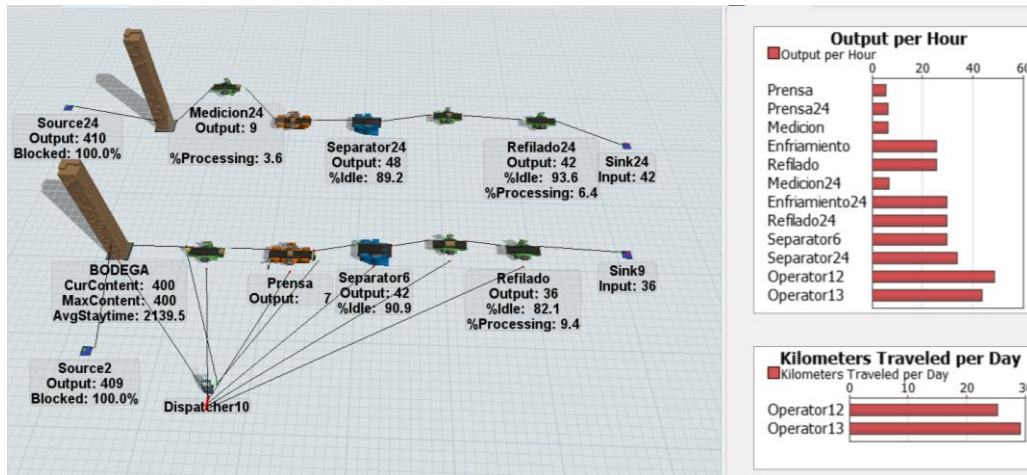 Source24
Output: 410
Blocked: 100.0%
Medicion24
Output: 9
%Processing: 3.6
Separator24
Output: 48
%Idle: 89.2
Refilado24
Output: 42
%Idle: 93.6
%Processing: 6.4
Sink24
Input: 42
BODEGA
CurContent: 400
MaxContent: 400
AvgStaytime: 2139.5
Prensa
Output: 7
Separator6
Output: 42
%Idle: 90.9
Refilado
Output: 36
%Idle: 82.1
%Processing: 9.4
Sink9
Input: 36
Source2
Output: 409
Blocked: 100.0%
Dispatcher10
Output per Hour
Output per Hour
0 20 40 60
Prensa
Prensa24
Medicion
Enfriamiento
Refilado
Medicion24
Enfriamiento24
Refilado24
Separator6
Separator24
Operator12
Operator13
Kilometers Traveled per Day
Kilometers Traveled per Day
0 10 20 30
Operator12
Operator13